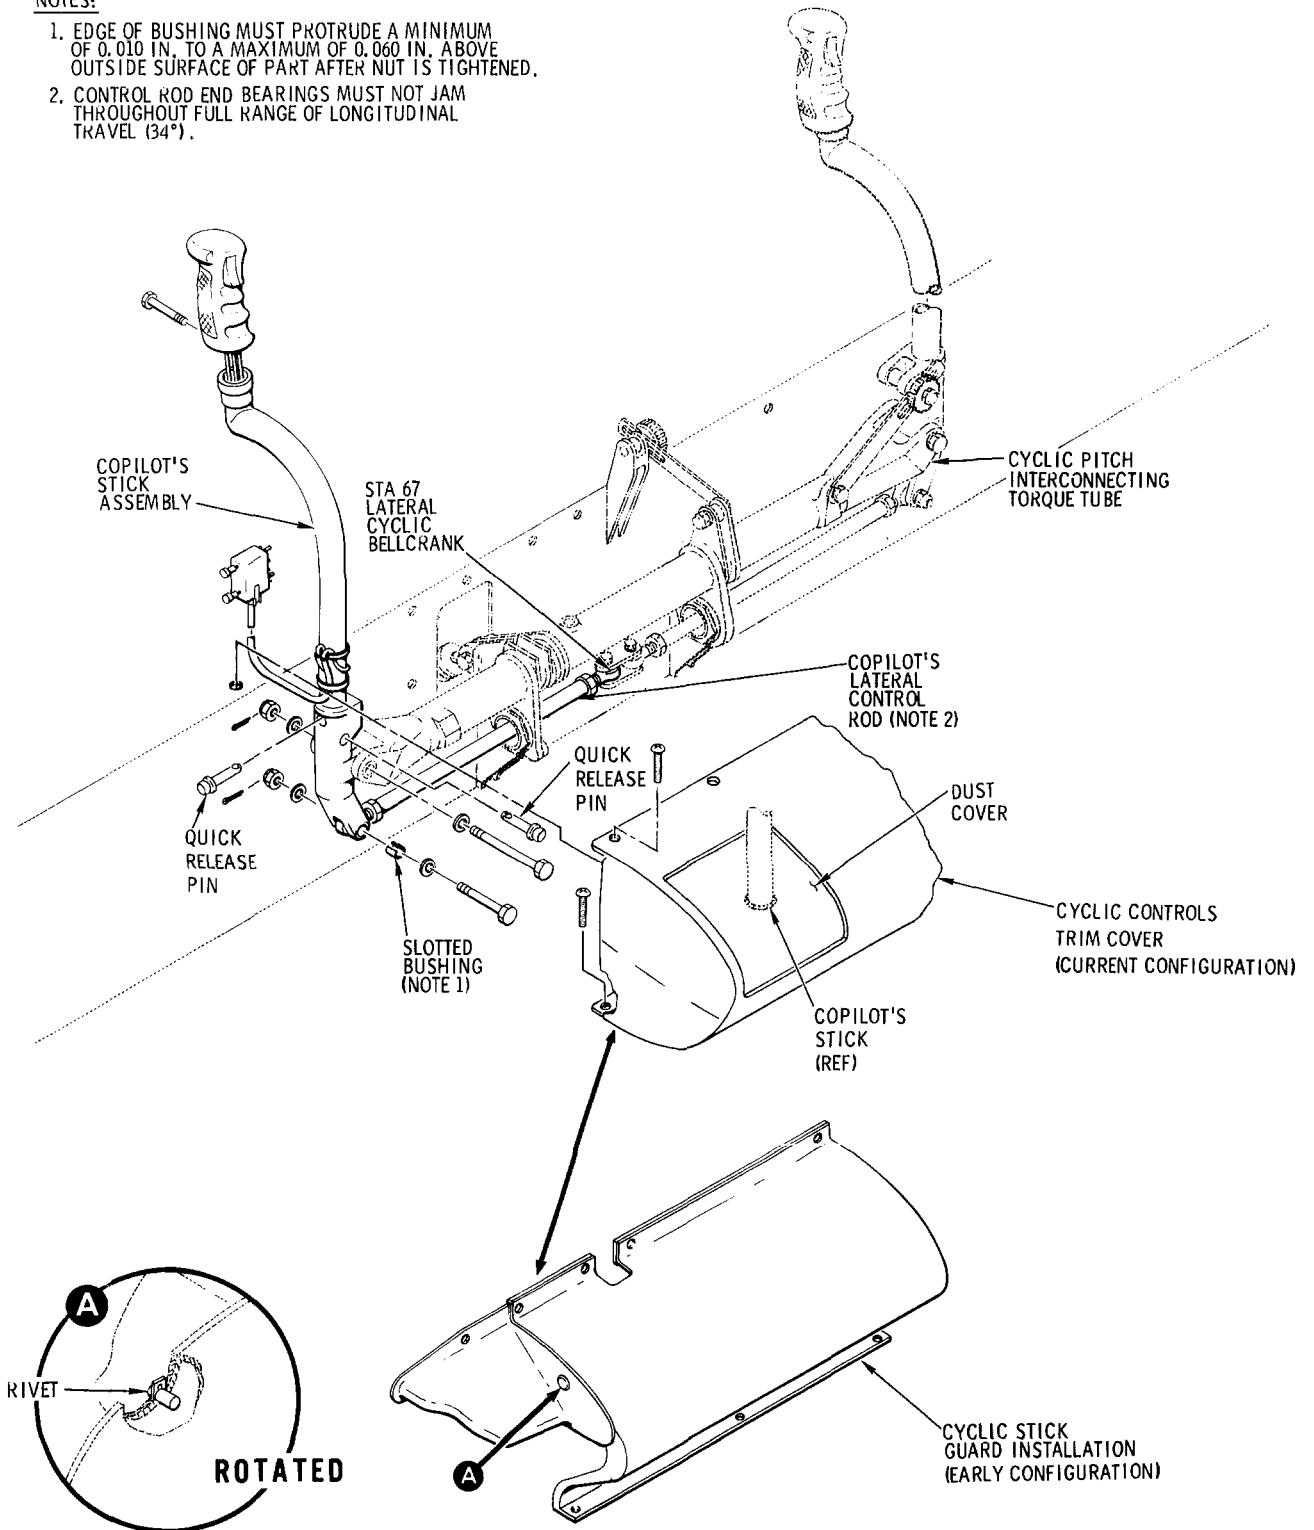 NOTES:
1. EDGE OF BUSHING MUST PROTRUDE A MINIMUM
OF 0.010 IN. TO A MAXIMUM OF 0.060 IN. ABOVE
OUTSIDE SURFACE OF PART AFTER NUT IS TIGHTENED.
2. CONTROL ROD END BEARINGS MUST NOT JAM
THROUGHOUT FULL RANGE OF LONGITUDINAL
TRAVEL (34°).
COPILOT'S
STICK
ASSEMBLY
STA 67
LATERAL
CYCLIC
BELLCRANK
CYCLIC PITCH
INTERCONNECTING
TORQUE TUBE
COPILOT'S
LATERAL
CONTROL
ROD (NOTE 2)
QUICK
RELEASE
PIN
QUICK
RELEASE
PIN
DUST
COVER
SLOTTED
BUSHING
(NOTE 1)
CYCLIC CONTROLS
TRIM COVER
(CURRENT CONFIGURATION)
COPILOT'S
STICK
(REF)
A
RIVET
ROTATED
A
CYCLIC STICK
GUARD INSTALLATION
(EARLY CONFIGURATION)